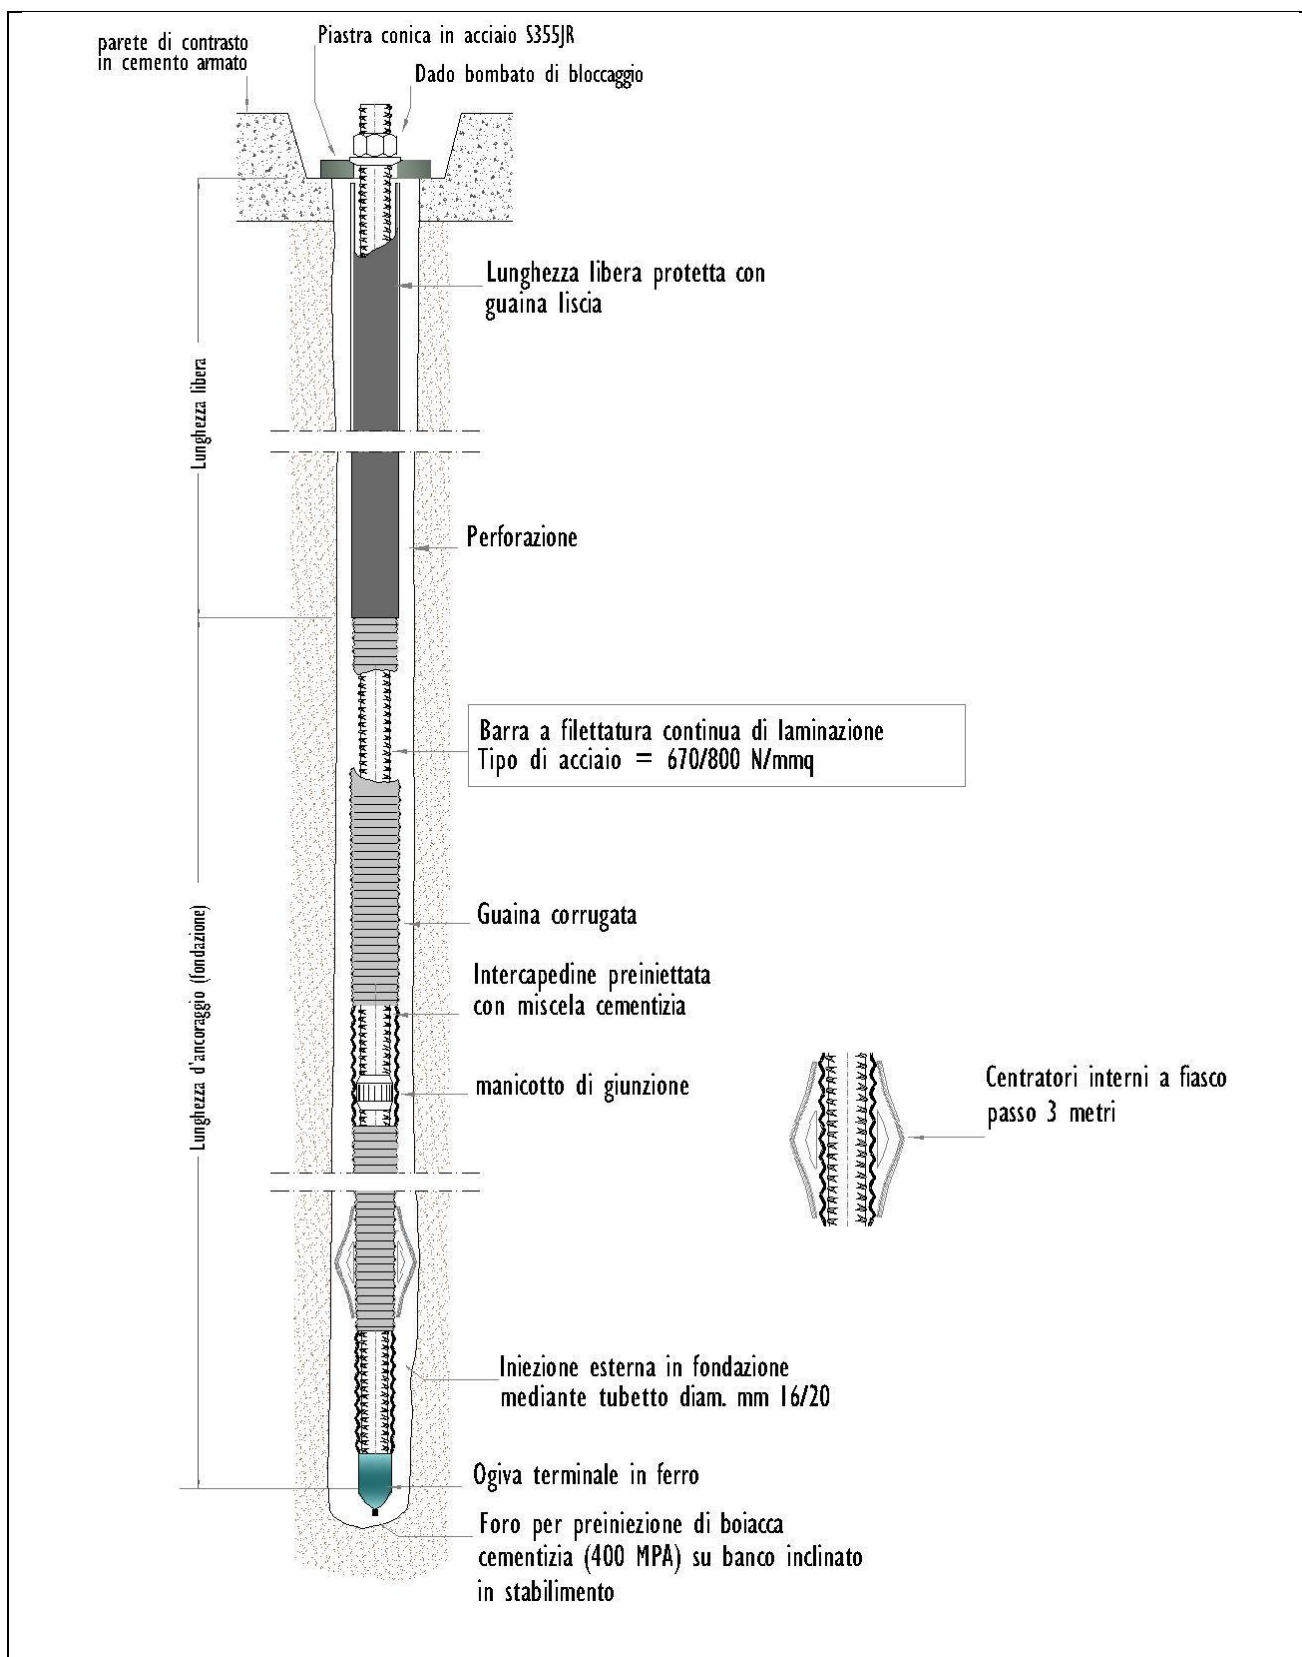 parete di contrasto
in cemento armato
Piastra conica in acciaio S355JR
Dado bombato di bloccaggio
Lunghezza libera protetta con
guaina liscia
Lunghezza libera
Perforazione
Barra a filettatura continua di laminazione
Tipo di acciaio = 670/800 N/mmq
Guaina corrugata
Lunghezza d'ancoraggio (fondazione)
Intercapedine preiniettata
con miscela cementizia
manicotto di giunzione
Centratori interni a fiasco
passo 3 metri
Iniezione esterna in fondazione
mediante tubetto diam. mm 16/20
Ogiva terminale in ferro
Foro per preiniezione di boiacca
cementizia (400 MPA) su banco inclinato
in stabilimento